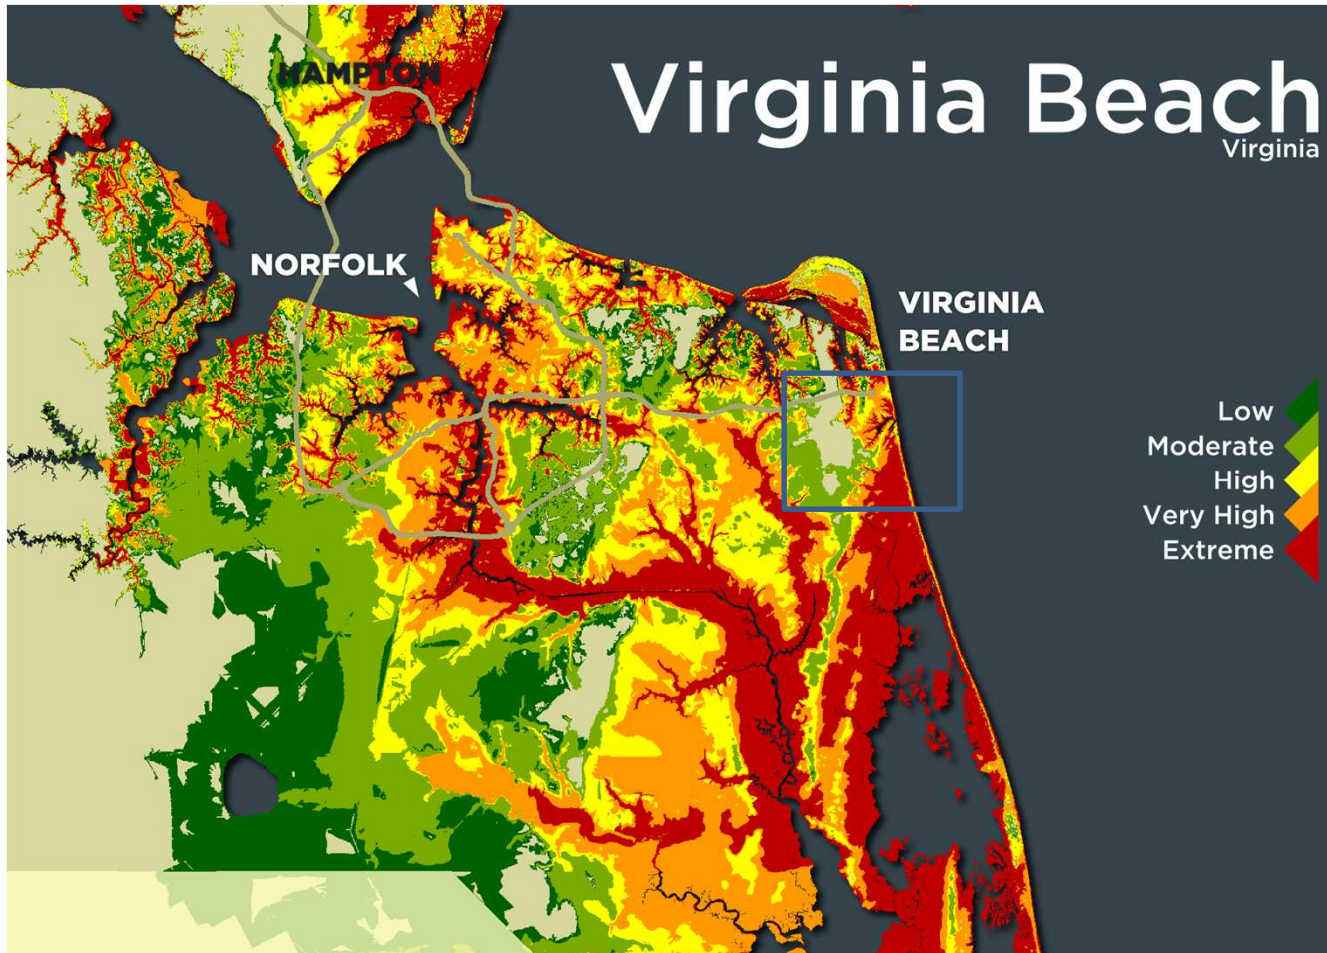 Virginia Beach
Virginia
HAMPTON
NORFOLK
VIRGINIA
BEACH
Low
Moderate
High
Very High
Extreme